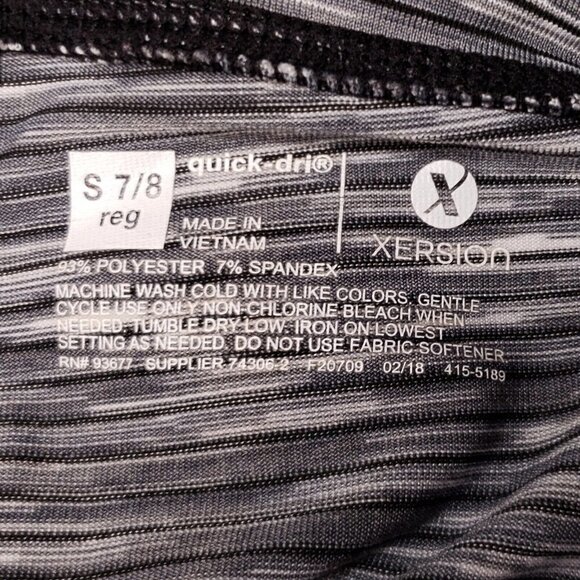 S 7/8
reg
quick-dri®
MADE IN
VIETNAM
X
XERSION
93% POLYESTER 7% SPANDEX
MACHINE WASH COLD WITH LIKE COLORS. GENTLE
CYCLE USE ONLY NON-CHLORINE BLEACH WHEN
NEEDED. TUMBLE DRY LOW. IRON ON LOWEST
SETTING AS NEEDED. DO NOT USE FABRIC SOFTENER.
RN# 93677 SUPPLIER 74306-2 F20709 02/18 415-5189